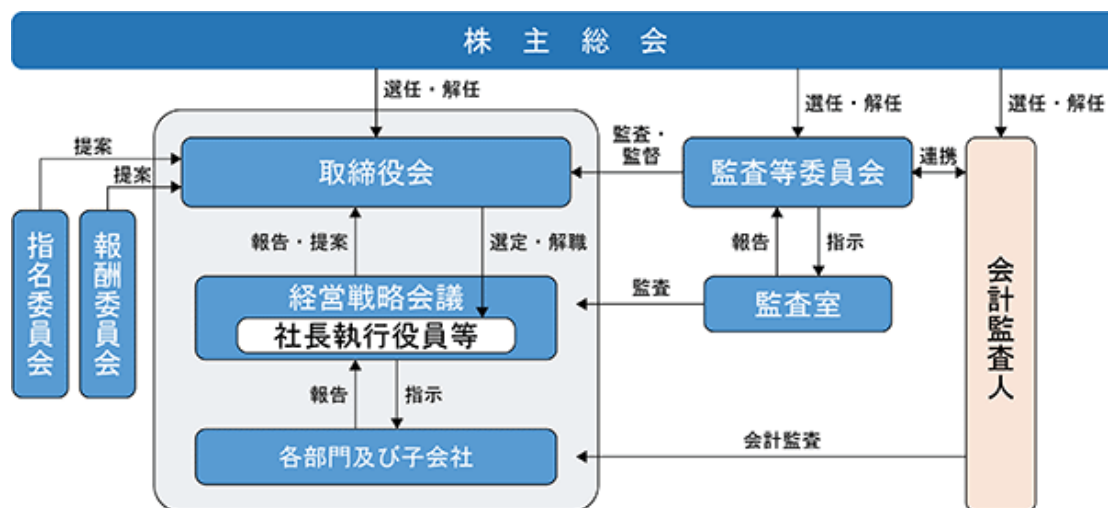 株主総会
選任・解任
選任・解任
選任・解任
提案
提案
取締役会
監査・
監督
監査等委員会
連携
指名委員会
報酬委員会
報告・提案
選定・解職
報告
指示
経営戦略会議
社長執行役員等
監査
監査室
会計監査人
報告
指示
各部門及び子会社
会計監査